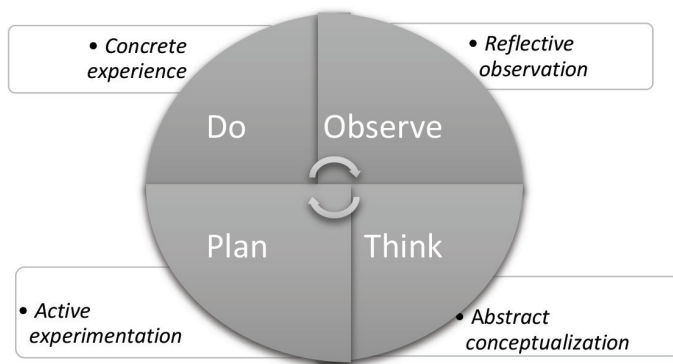 • Concrete
experience
• Reflective
observation
Do
Observe
Plan
Think
• Active
experimentation
• Abstract
conceptualization